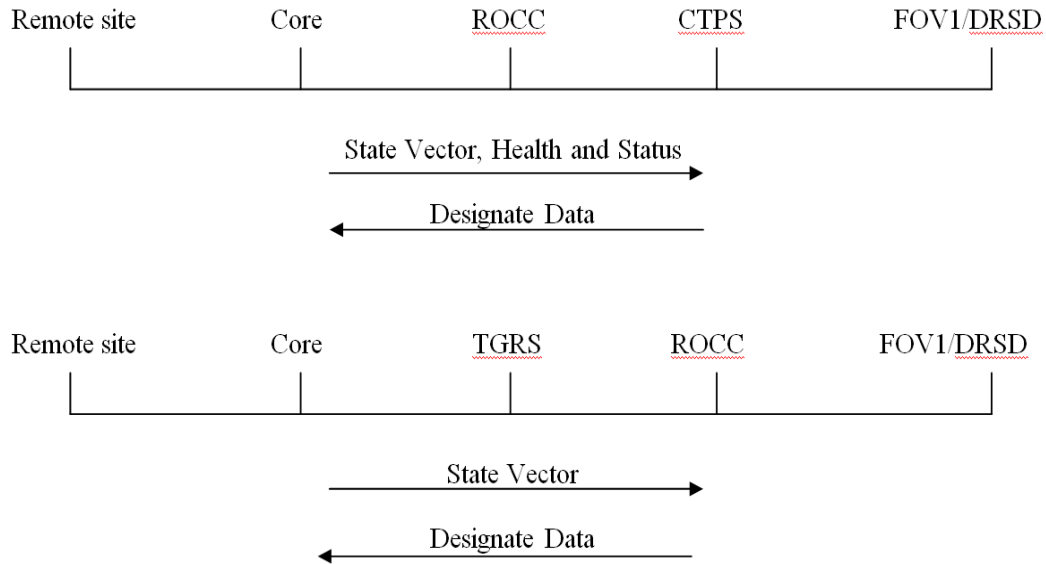 Remote site Core ROCC CTPS FOV1/DRSD
State Vector, Health and Status
Designate Data
Remote site Core TGRS ROCC FOV1/DRSD
State Vector
Designate Data